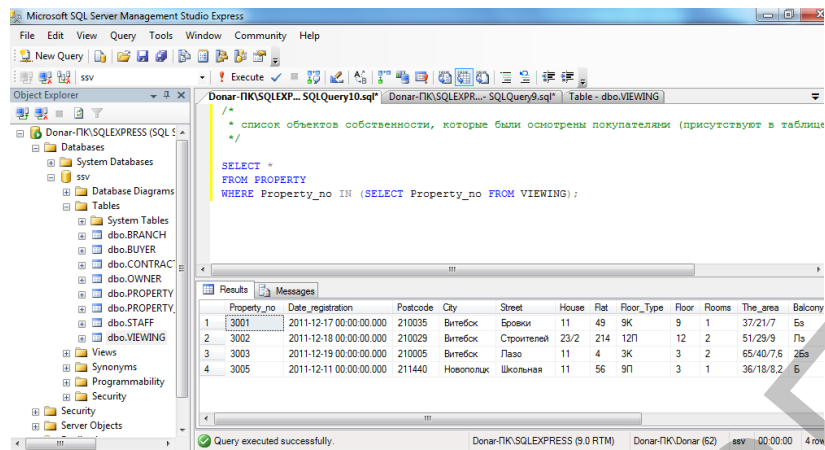 Microsoft SQL Server Management Studio Express
File Edit View Query Tools Window Community Help
New Query
ssv Execute
Object Explorer
Donar-ПК\SQLEXP... SQLQuery10.sql* Donar-ПК\SQLEXPR...- SQLQuery9.sql* Table - dbo.VIEWING
Donar-ПК\SQLEXPRESS (SQL S
Databases
System Databases
ssv
Database Diagrams
Tables
System Tables
dbo.BRANCH
dbo.BUYER
dbo.CONTRAC
dbo.OWNER
dbo.PROPERTY
dbo.PROPERTY_
dbo.STAFF
dbo.VIEWING
Views
Synonyms
Programmability
Security
Security
Server Objects
/*
* список объектов собственности, которые были осмотрены покупателями (присутствуют в таблице
*/
SELECT *
FROM PROPERTY
WHERE Property_no IN (SELECT Property_no FROM VIEWING);
Results Messages
Property_no Date_registration Postcode City Street House Flat Floor_Type Floor Rooms The_area Balcony
1 3001 2011-12-17 00:00:00.000 210035 Витебск Бровки 11 49 9К 9 1 37/21/7 Бз
2 3002 2011-12-18 00:00:00.000 210029 Витебск Строителей 23/2 214 12П 12 2 51/29/9 Лз
3 3003 2011-12-19 00:00:00.000 210005 Витебск Лазо 11 4 3К 3 2 65/40/7,6 2Бз
4 3005 2011-12-11 00:00:00.000 211440 Новополцк Школьная 11 56 9П 3 1 36/18/8,2 Б
Query executed successfully. Donar-ПК\SQLEXPRESS (9.0 RTM) Donar-ПК\Donar (62) ssv 00:00:00 4 row